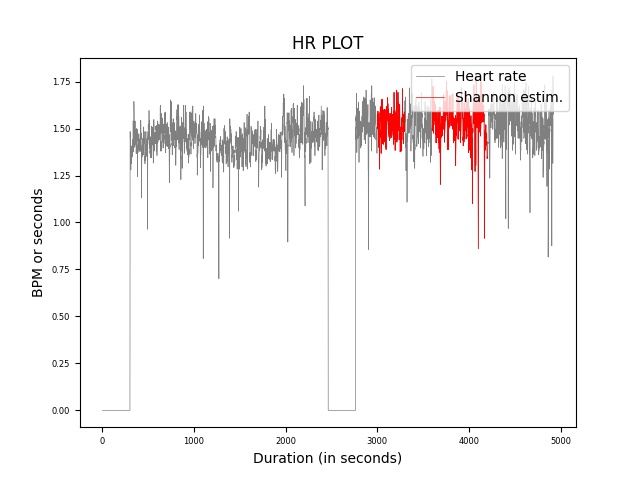 HR PLOT
Heart rate
Shannon estim.
1.75
1.50
1.25
1.00
0.75
0.50
0.25
0.00
BPM or seconds
0 1000 2000 3000 4000 5000
Duration (in seconds)